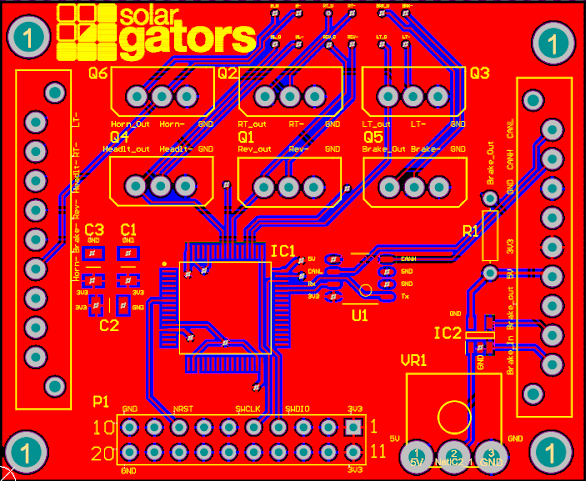 solar
gators
1
1
Q6
Q2
Q3
Horn_Out Horn- GND
RT_out RT- GND
LT_out LT- GND
Q4
Q1
Q5
Headlt_out Headlt- GND
Rev_out Rev- GND
Brake_Out Brake- GND
LT-
RT-
Headlt-
Rev-
Brake-
Horn-
CANL
CANH
GND
3V3
5V
Brake_out
Brake_In
Brake_Out
R1
C3
C1
GND
GND
3V3
3V3
3V3
GND
C2
IC1
5V
CANL
Rx
3V3
CANH
GND
GND
Tx
U1
GND
IC2
GND
VR1
5V
GND
1
2
3
5V
NetIC2_1
GND
P1
GND
NRST
SWCLK
SWDIO
3V3
10
1
20
11
GND
3V3
1
1